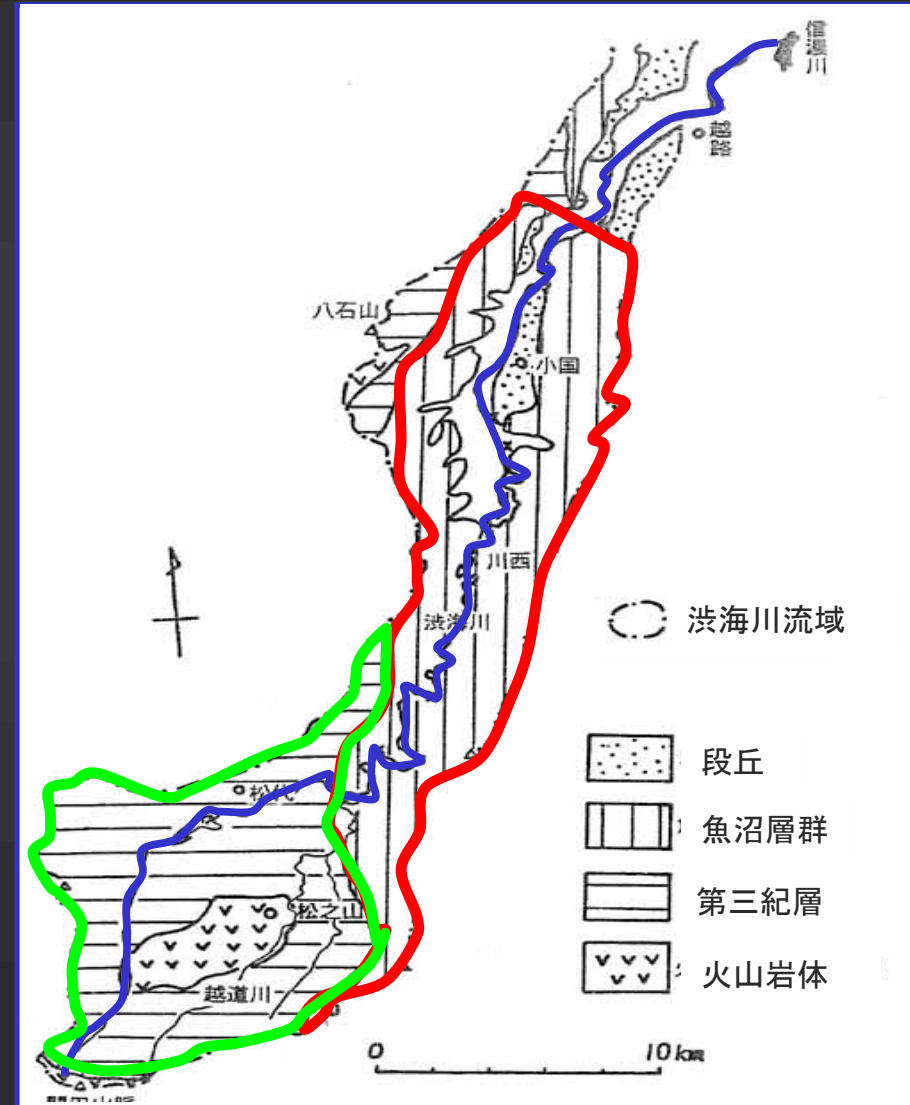 信濃川
越路
八石山
小国
川西
渋海川
渋海川流域
段丘
松代
魚沼層群
第三紀層
松之山
火山岩体
越道川
0
10km